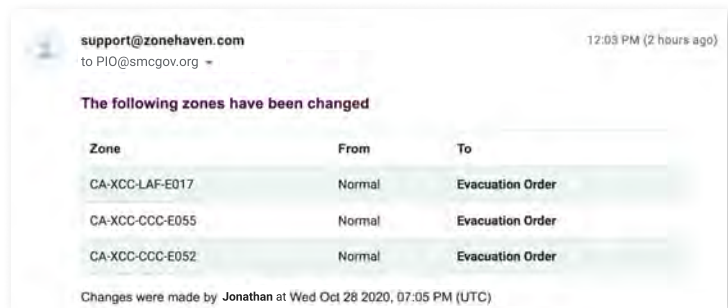 support@zonehaven.com 12:03 PM (2 hours ago)
to PIO@smcgov.org
The following zones have been changed
Zone From To
CA-XCC-LAF-E017 Normal Evacuation Order
CA-XCC-CCC-E055 Normal Evacuation Order
CA-XCC-CCC-E052 Normal Evacuation Order
Changes were made by Jonathan at Wed Oct 28 2020, 07:05 PM (UTC)